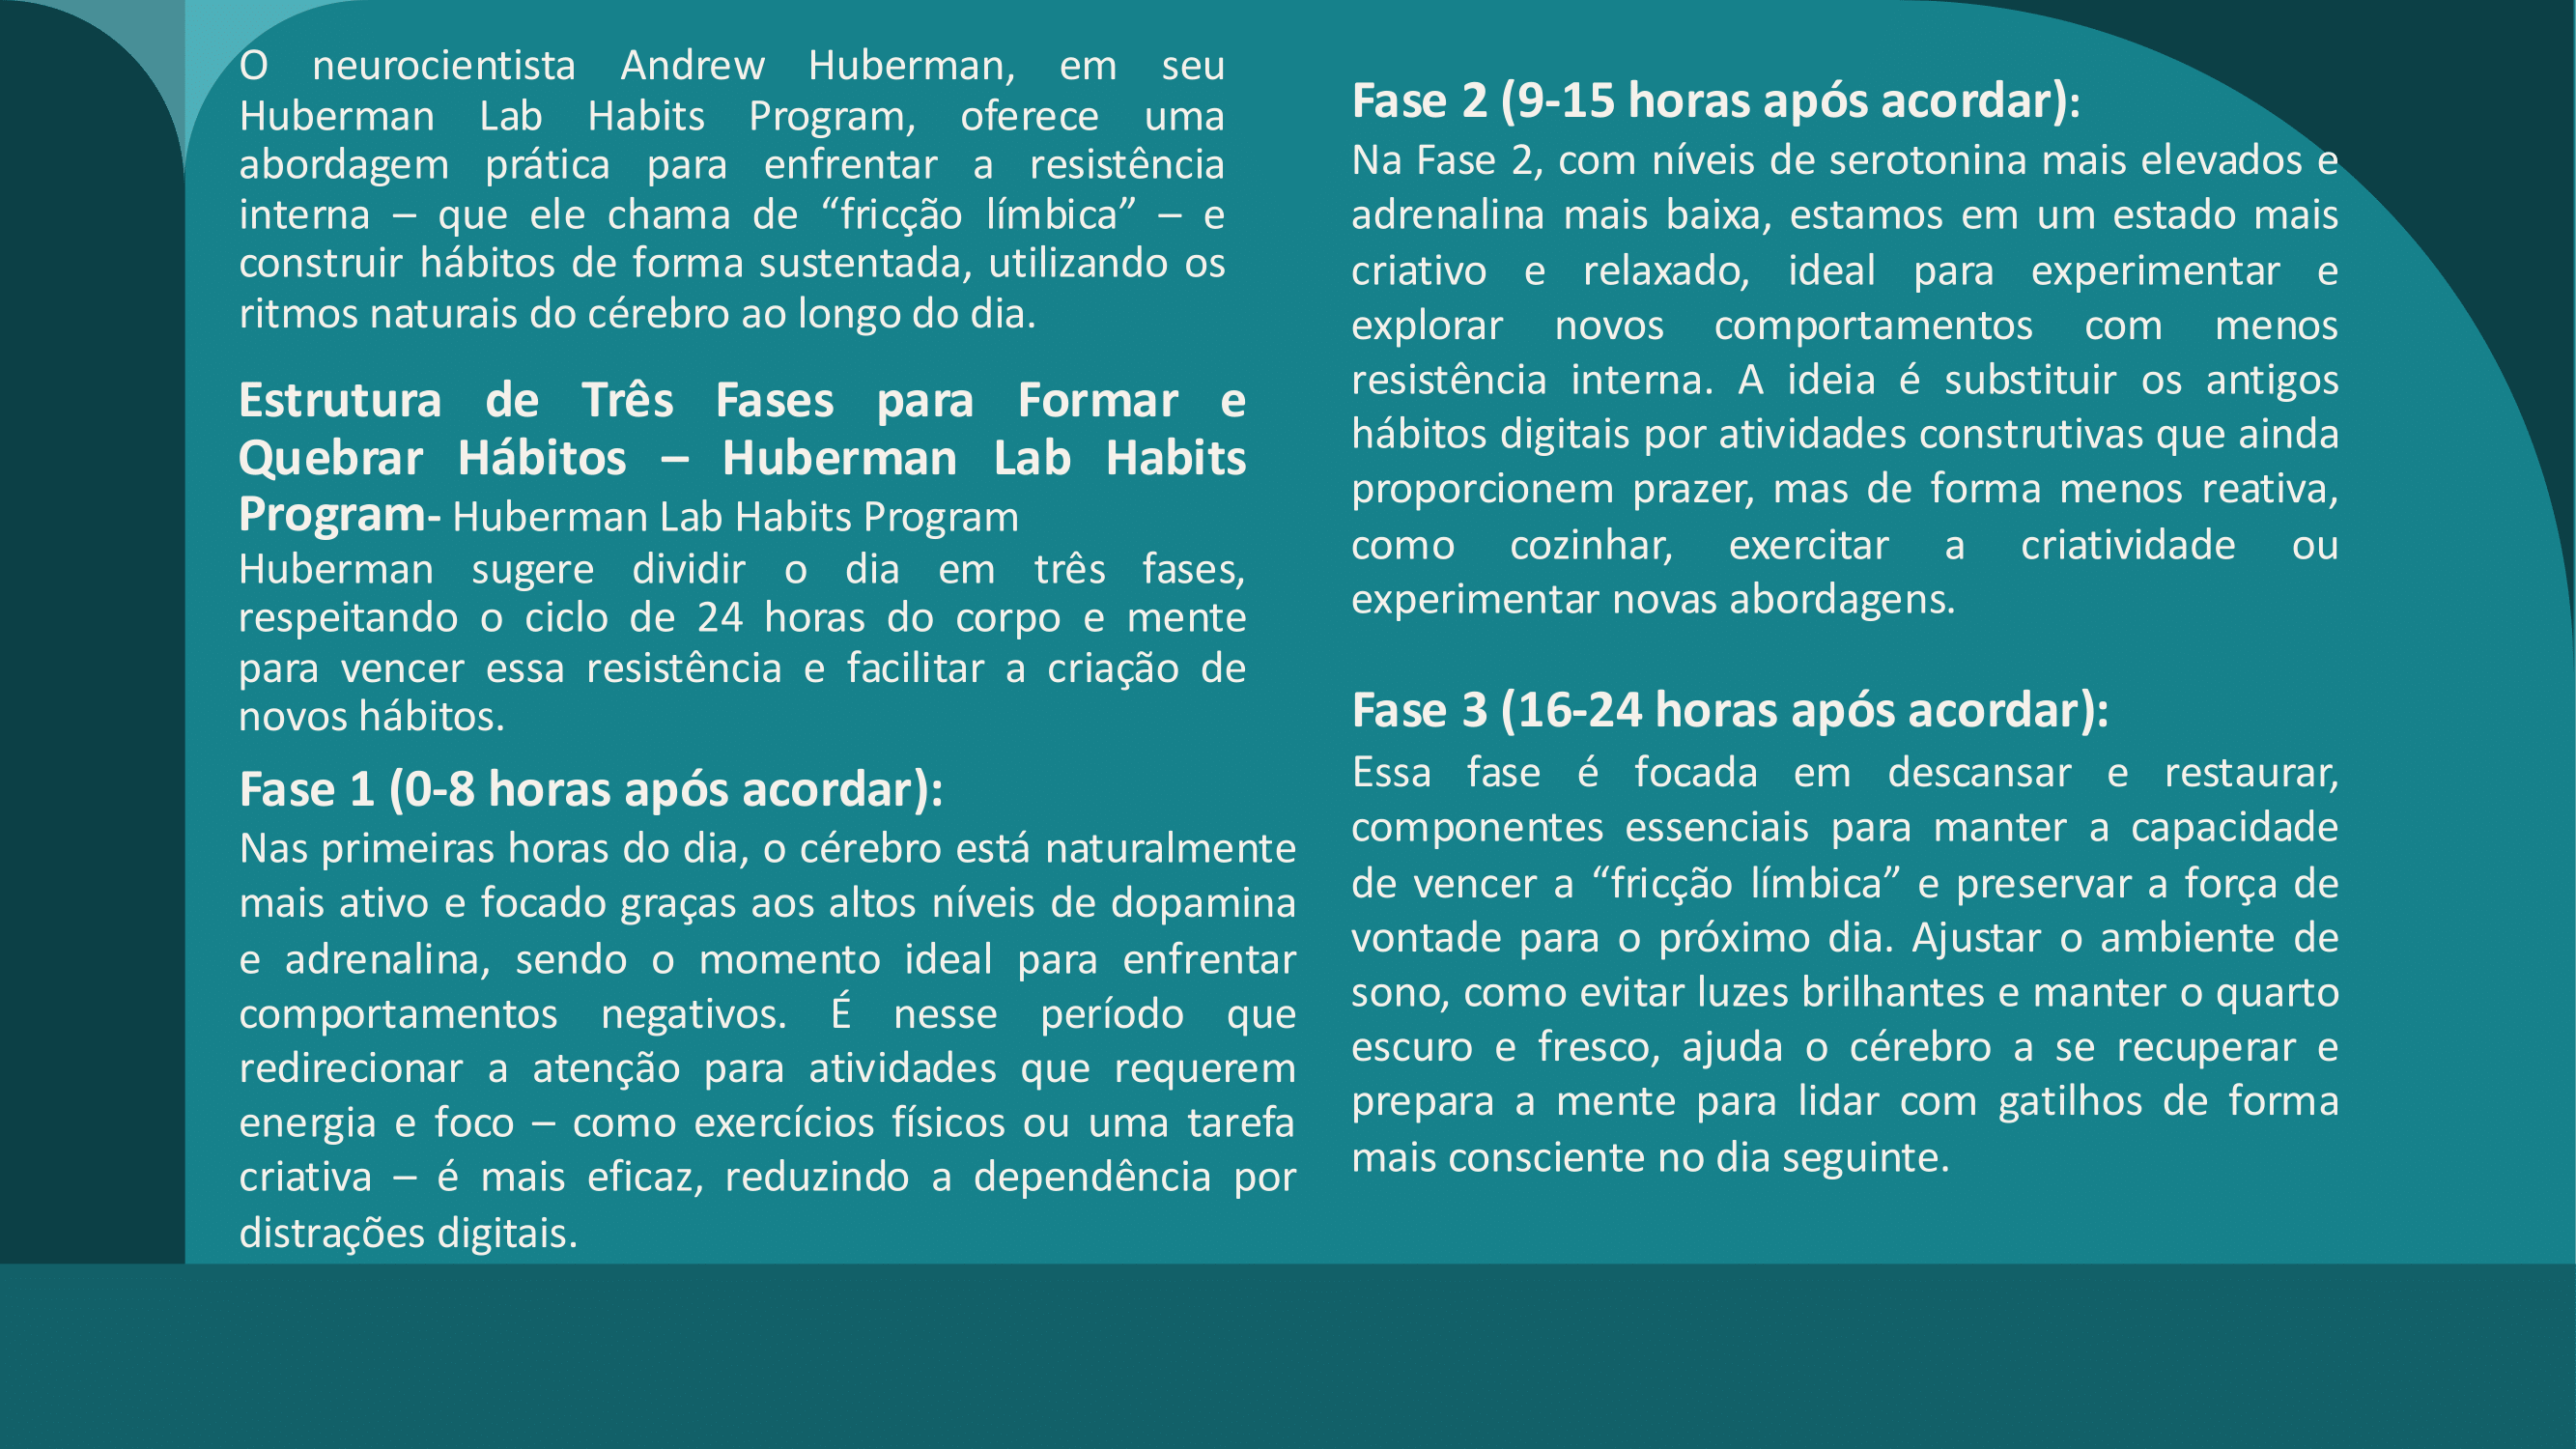 O neurocientista Andrew Huberman, em seu
Huberman Lab Habits Program, oferece uma
abordagem prática para enfrentar a resistência
interna – que ele chama de “fricção límbica” – e
construir hábitos de forma sustentada, utilizando os
ritmos naturais do cérebro ao longo do dia.
Estrutura de Três Fases para Formar e
Quebrar Hábitos – Huberman Lab Habits
Program- Huberman Lab Habits Program
Huberman sugere dividir o dia em três fases,
respeitando o ciclo de 24 horas do corpo e mente
para vencer essa resistência e facilitar a criação de
novos hábitos.
Fase 1 (0-8 horas após acordar):
Nas primeiras horas do dia, o cérebro está naturalmente
mais ativo e focado graças aos altos níveis de dopamina
e adrenalina, sendo o momento ideal para enfrentar
comportamentos negativos. É nesse período que
redirecionar a atenção para atividades que requerem
energia e foco – como exercícios físicos ou uma tarefa
criativa – é mais eficaz, reduzindo a dependência por
distrações digitais.
Fase 2 (9-15 horas após acordar):
Na Fase 2, com níveis de serotonina mais elevados e
adrenalina mais baixa, estamos em um estado mais
criativo e relaxado, ideal para experimentar e
explorar novos comportamentos com menos
resistência interna. A ideia é substituir os antigos
hábitos digitais por atividades construtivas que ainda
proporcionem prazer, mas de forma menos reativa,
como cozinhar, exercitar a criatividade ou
experimentar novas abordagens.
Fase 3 (16-24 horas após acordar):
Essa fase é focada em descansar e restaurar,
componentes essenciais para manter a capacidade
de vencer a “fricção límbica” e preservar a força de
vontade para o próximo dia. Ajustar o ambiente de
sono, como evitar luzes brilhantes e manter o quarto
escuro e fresco, ajuda o cérebro a se recuperar e
prepara a mente para lidar com gatilhos de forma
mais consciente no dia seguinte.